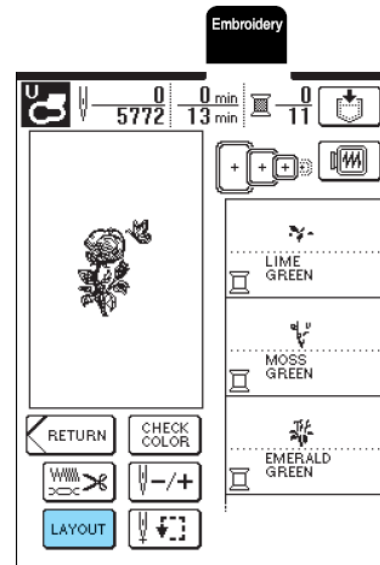 Embroidery
U
0
5772
0 min
13 min
0
11
LIME
GREEN
MOSS
GREEN
EMERALD
GREEN
RETURN
CHECK
COLOR
-/+
LAYOUT